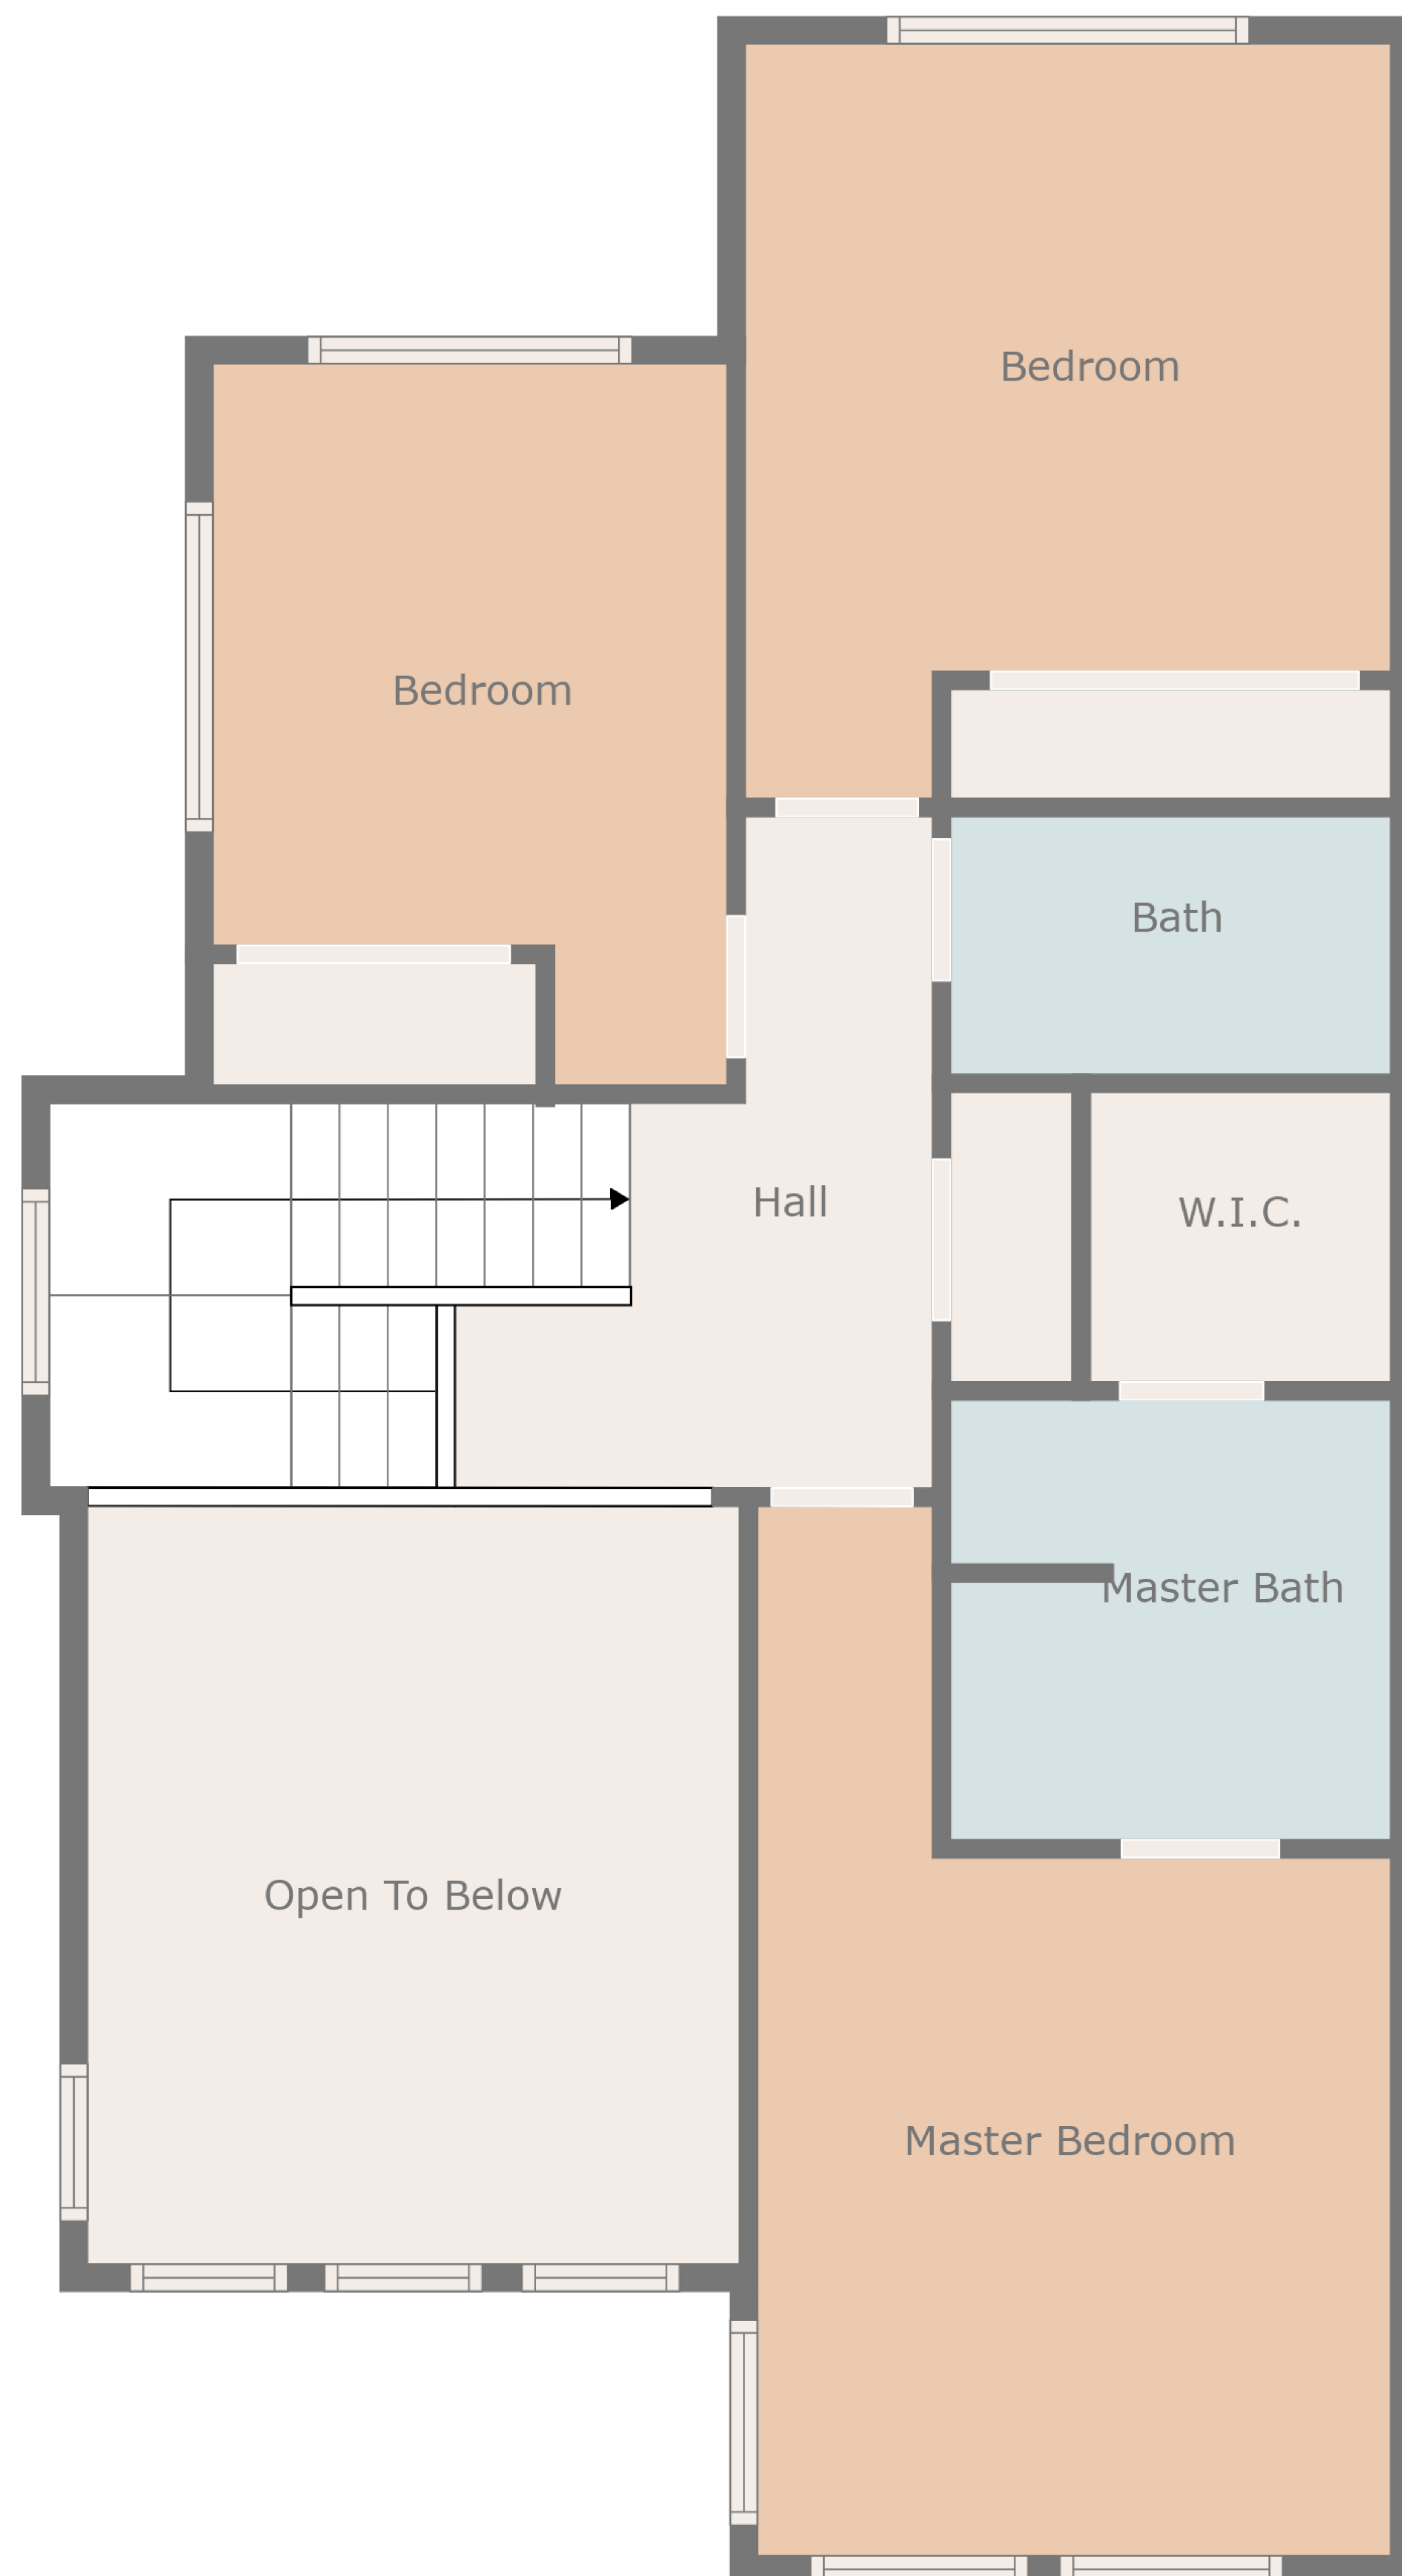 Bedroom
Bedroom
Bath
Hall
W.I.C.
Master Bath
Open To Below
Master Bedroom